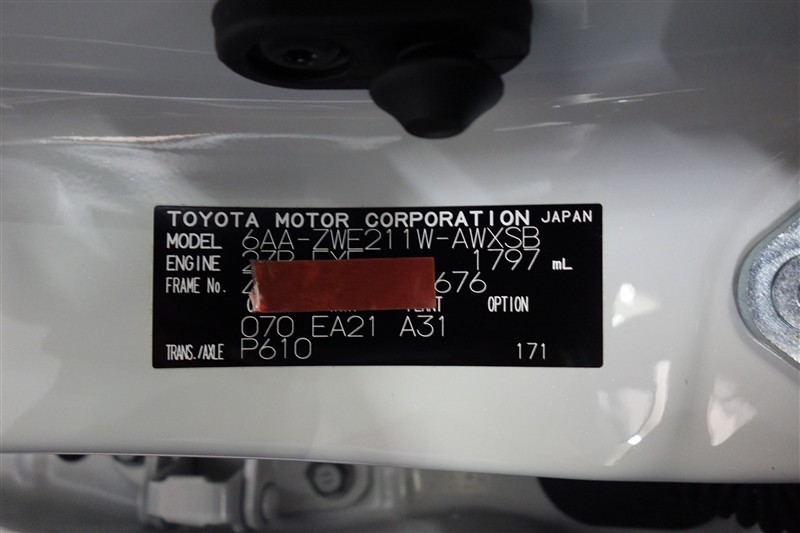 TOYOTA MOTOR CORPORATION JAPAN
MODEL 6AA-ZWE211W-AWXSB
ENGINE 1797 mL
FRAME No. 676
OPTION
070 EA21 A31
TRANS./AXLE P610 171